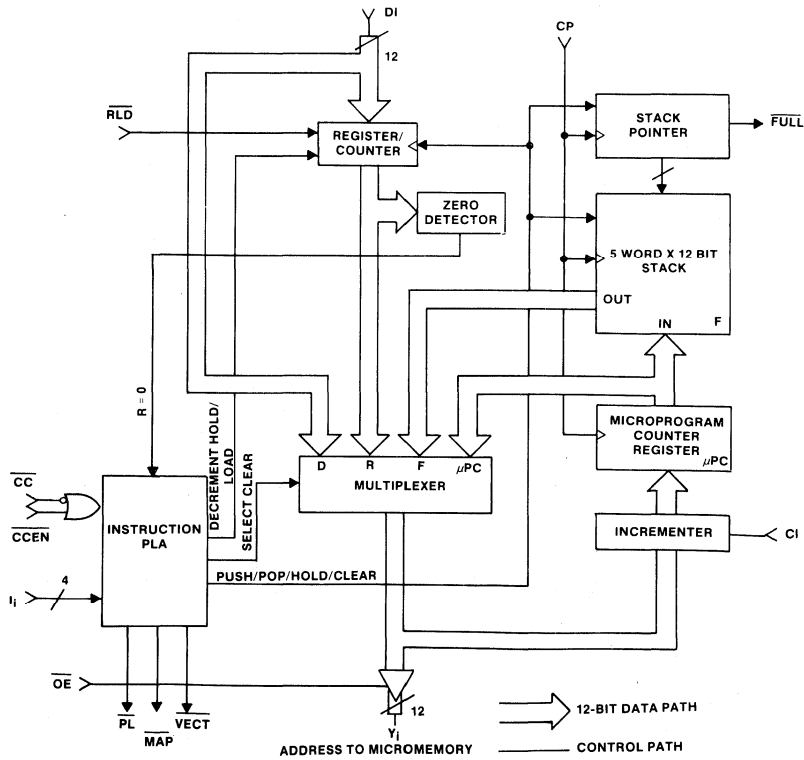 DI
12
CP
RLD
REGISTER/
COUNTER
STACK
POINTER
FULL
ZERO
DETECTOR
5 WORD X 12 BIT
STACK
OUT
IN
F
R = 0
DECREMENT HOLD/
LOAD
SELECT CLEAR
D
R
F
μPC
MULTIPLEXER
MICROPROGRAM
COUNTER
REGISTER
μPC
CC
CCEN
INSTRUCTION
PLA
INCREMENTER
CI
PUSH/POP/HOLD/CLEAR
Ii
4
OE
PL
MAP
VECT
12
Yi
ADDRESS TO MICROMEMORY
12-BIT DATA PATH
CONTROL PATH